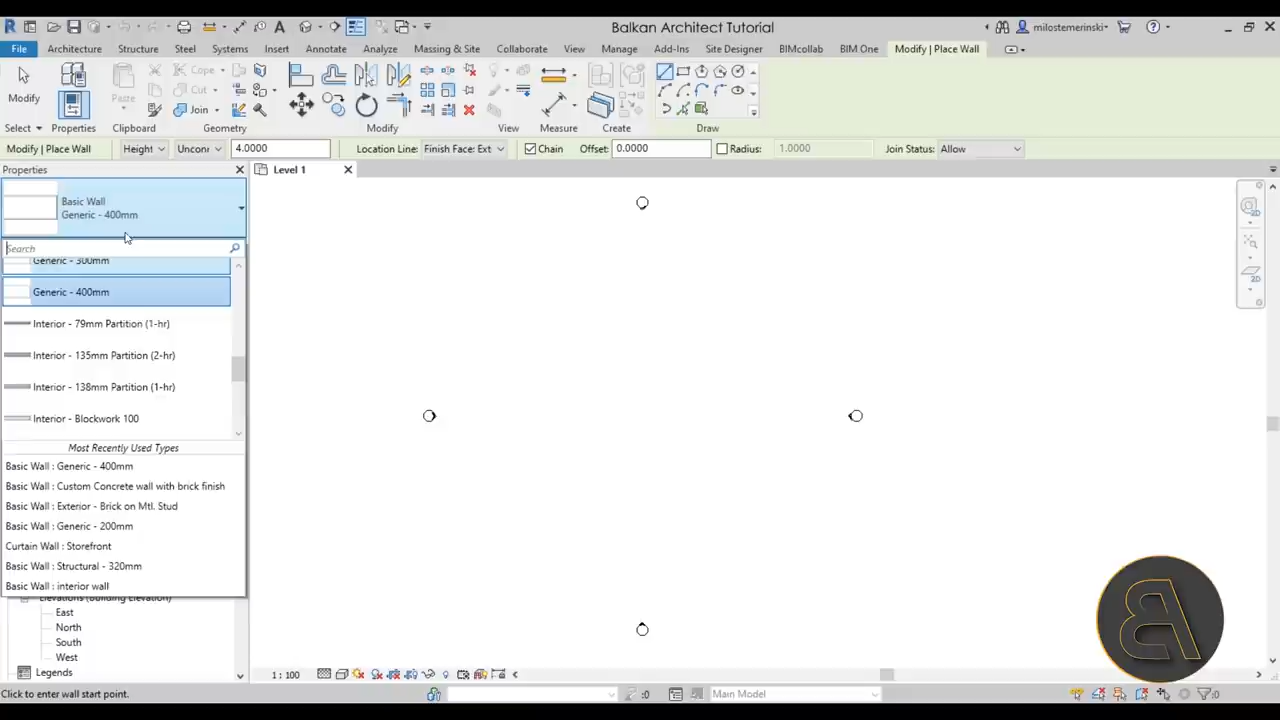 Balkan Architect Tutorial
milostemerinski
File
Architecture
Structure
Steel
Systems
Insert
Annotate
Analyze
Massing & Site
Collaborate
View
Manage
Add-Ins
Site Designer
BIMcollab
BIM One
Modify | Place Wall
Modify
Paste
Cope
Cut
Join
Select
Properties
Clipboard
Geometry
Modify
View
Measure
Create
Draw
Modify | Place Wall
Height
Unconr
4.0000
Location Line:
Finish Face: Ext
Chain
Offset:
0.0000
Radius:
1.0000
Join Status:
Allow
Properties
Level 1
Basic Wall
Generic - 400mm
Search
Generic - 300mm
Generic - 400mm
Interior - 79mm Partition (1-hr)
Interior - 135mm Partition (2-hr)
Interior - 138mm Partition (1-hr)
Interior - Blockwork 100
Most Recently Used Types
Basic Wall : Generic - 400mm
Basic Wall : Custom Concrete wall with brick finish
Basic Wall : Exterior - Brick on Mtl. Stud
Basic Wall : Generic - 200mm
Curtain Wall : Storefront
Basic Wall : Structural - 320mm
Basic Wall : interior wall
Elevations (Building Elevation)
East
North
South
West
Legends
1 : 100
Click to enter wall start point.
:0
Main Model
:0